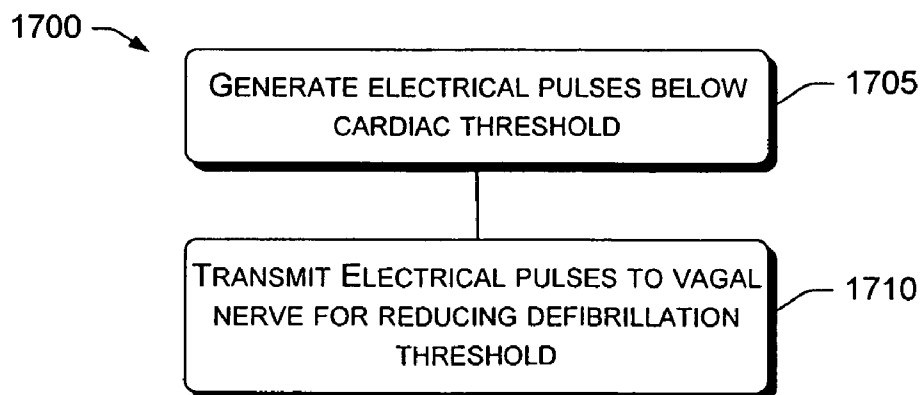 1700
GENERATE ELECTRICAL PULSES BELOW
CARDIAC THRESHOLD
1705
TRANSMIT ELECTRICAL PULSES TO VAGAL
NERVE FOR REDUCING DEFIBRILLATION
THRESHOLD
1710